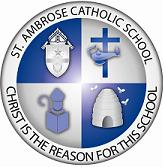 ST. AMBROSE CATHOLIC SCHOOL
CHRIST IS THE REASON FOR THIS SCHOOL